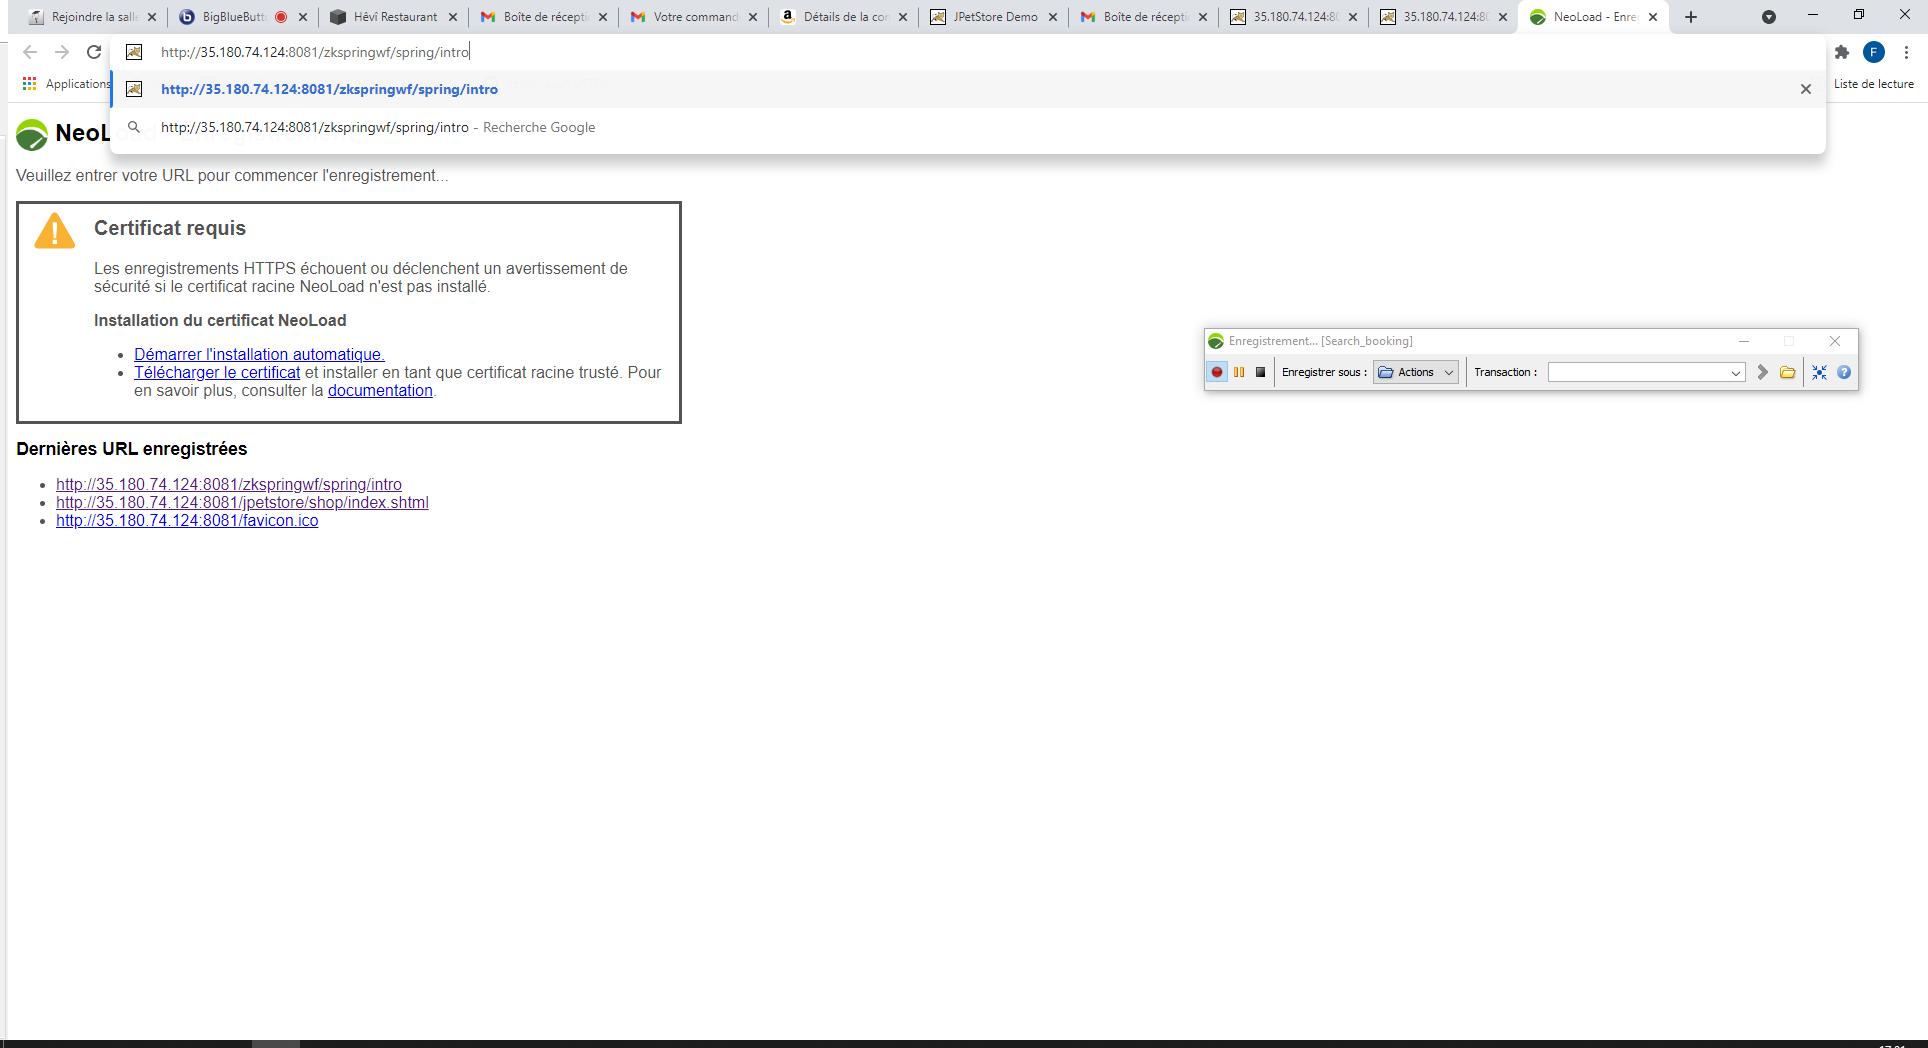 Rejoindre la salle
BigBlueButt
Hêvî Restaurant
Boîte de récepti
Votre command
Détails de la con
JPetStore Demo
Boîte de récepti
35.180.74.124:80
35.180.74.124:80
NeoLoad - Enre
http://35.180.74.124:8081/zkspringwf/spring/intro
F
Applications
http://35.180.74.124:8081/zkspringwf/spring/intro
Liste de lecture
http://35.180.74.124:8081/zkspringwf/spring/intro - Recherche Google
NeoL
Veuillez entrer votre URL pour commencer l'enregistrement...
Certificat requis
Les enregistrements HTTPS échouent ou déclenchent un avertissement de
sécurité si le certificat racine NeoLoad n'est pas installé.
Installation du certificat NeoLoad
• Démarrer l'installation automatique.
• Télécharger le certificat et installer en tant que certificat racine trusté. Pour
en savoir plus, consulter la documentation.
Enregistrement... [Search_booking]
Enregistrer sous : Actions Transaction :
Dernières URL enregistrées
• http://35.180.74.124:8081/zkspringwf/spring/intro
• http://35.180.74.124:8081/jpetstore/shop/index.shtml
• http://35.180.74.124:8081/favicon.ico